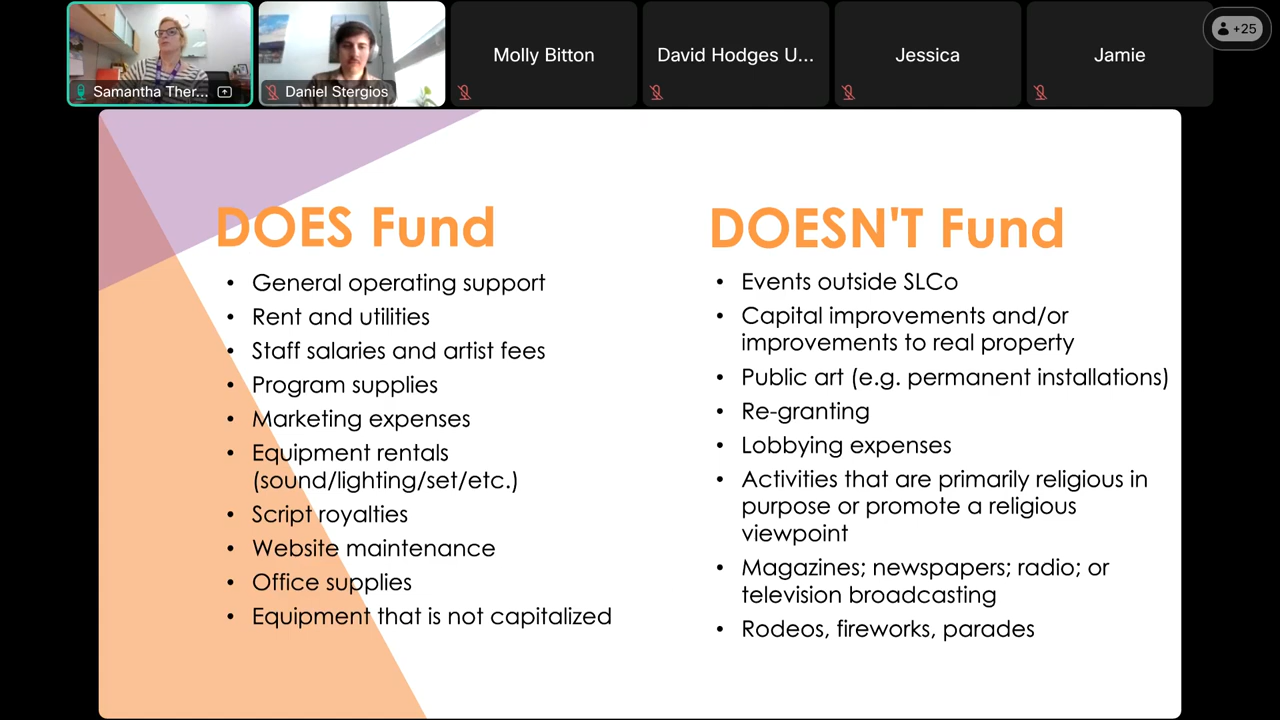 Samantha Ther...
Daniel Stergios
Molly Bitton
David Hodges U...
Jessica
Jamie
+25
DOES Fund
• General operating support
• Rent and utilities
• Staff salaries and artist fees
• Program supplies
• Marketing expenses
• Equipment rentals
(sound/lighting/set/etc.)
• Script royalties
• Website maintenance
• Office supplies
• Equipment that is not capitalized
DOESN'T Fund
• Events outside SLCo
• Capital improvements and/or
improvements to real property
• Public art (e.g. permanent installations)
• Re-granting
• Lobbying expenses
• Activities that are primarily religious in
purpose or promote a religious
viewpoint
• Magazines; newspapers; radio; or
television broadcasting
• Rodeos, fireworks, parades